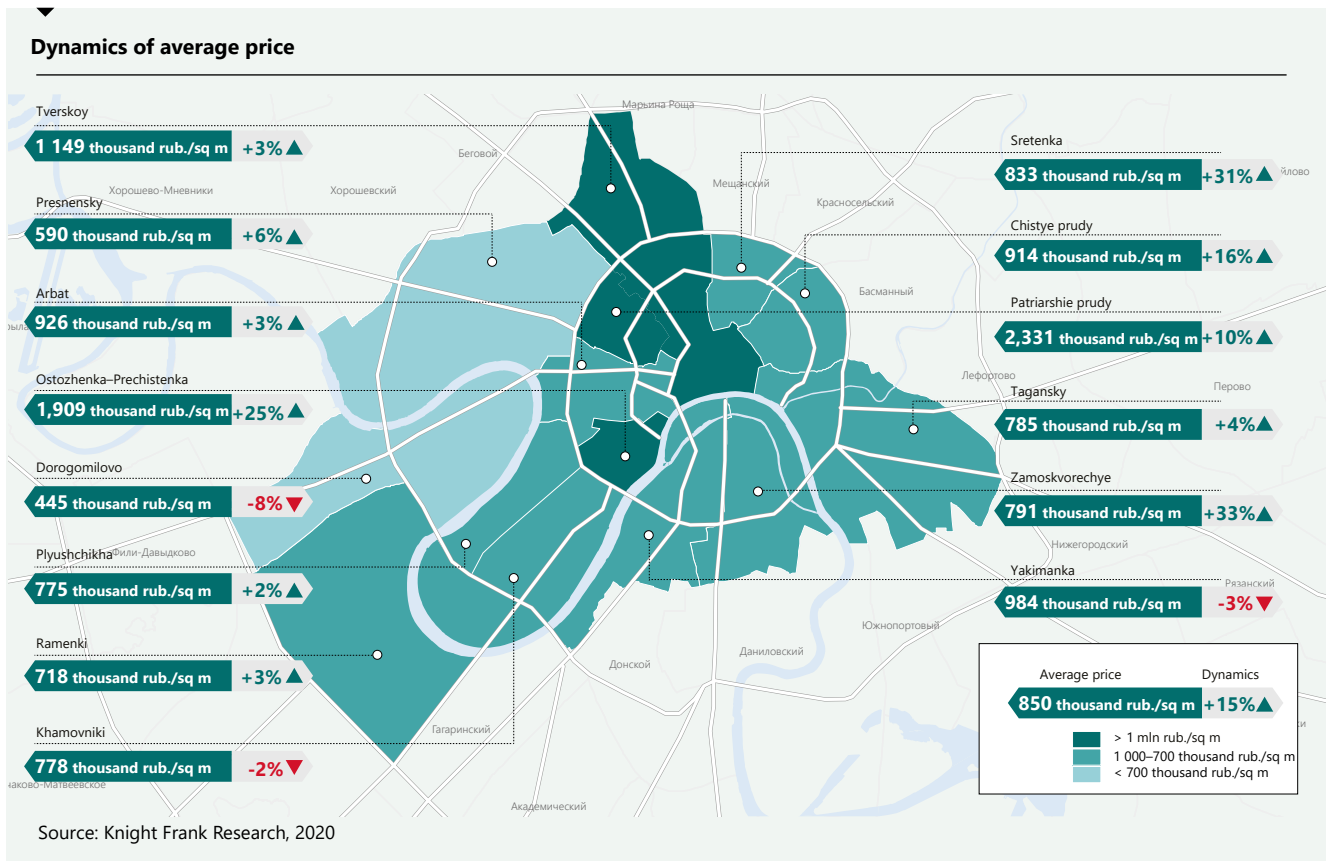 Dynamics of average price
Tverskoy
1 149 thousand rub./sq m +3%
Presnensky
590 thousand rub./sq m +6%
Arbat
926 thousand rub./sq m +3%
Ostozhenka–Prechistenka
1,909 thousand rub./sq m +25%
Dorogomilovo
445 thousand rub./sq m -8%
Plyushchikha
775 thousand rub./sq m +2%
Ramenki
718 thousand rub./sq m +3%
Khamovniki
778 thousand rub./sq m -2%
Sretenka
833 thousand rub./sq m +31%
Chistye prudy
914 thousand rub./sq m +16%
Patriarshie prudy
2,331 thousand rub./sq m +10%
Tagansky
785 thousand rub./sq m +4%
Zamoskvorechye
791 thousand rub./sq m +33%
Yakimanka
984 thousand rub./sq m -3%
Марьина Роща
Беговой
Хорошево-Мневники
Хорошевский
Мещанский
Красносельский
Басманный
Лефортово
Перово
Фили-Давыдково
Нижегородский
Рязанский
Южнопортовый
Донской
Даниловский
Гагаринский
Академический
Average price Dynamics
850 thousand rub./sq m +15%
> 1 mln rub./sq m
1 000–700 thousand rub./sq m
< 700 thousand rub./sq m
Source: Knight Frank Research, 2020